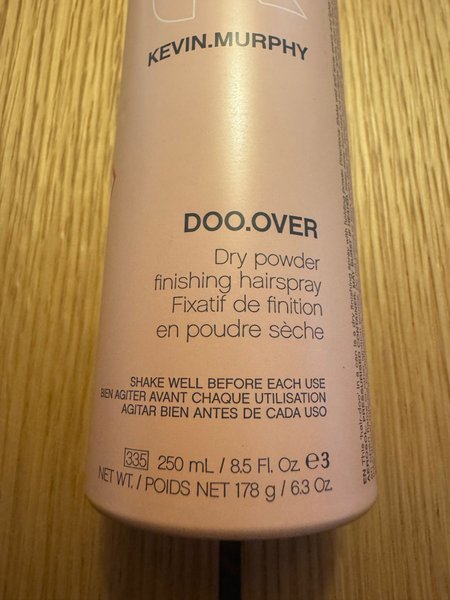 KEVIN.MURPHY
DOO.OVER
Dry powder
finishing hairspray
Fixatif de finition
en poudre sèche
SHAKE WELL BEFORE EACH USE
BIEN AGITER AVANT CHAQUE UTILISATION
AGITAR BIEN ANTES DE CADA USO
335 250 mL / 8.5 Fl. Oz. e3
NET WT. / POIDS NET 178 g / 6.3 Oz.